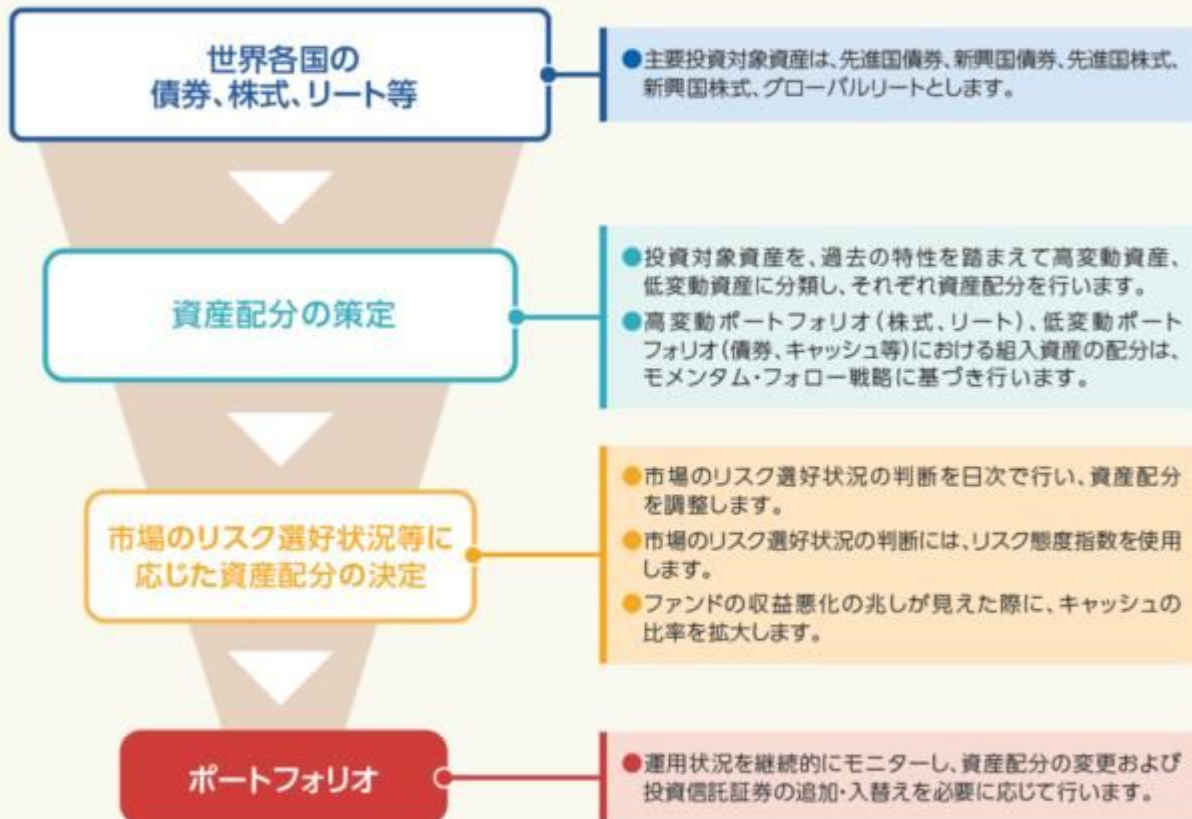 世界各国の
債券、株式、リート等
●主要投資対象資産は、先進国債券、新興国債券、先進国株式、
新興国株式、グローバルリートとします。
資産配分の策定
●投資対象資産を、過去の特性を踏まえて高変動資産、
低変動資産に分類し、それぞれ資産配分を行います。
●高変動ポートフォリオ(株式、リート)、低変動ポート
フォリオ(債券、キャッシュ等)における組入資産の配分は、
モメンタム・フォロー戦略に基づき行います。
市場のリスク選好状況等に
応じた資産配分の決定
●市場のリスク選好状況の判断を日次で行い、資産配分
を調整します。
●市場のリスク選好状況の判断には、リスク態度指数を使用
します。
●ファンドの収益悪化の兆しが見えた際に、キャッシュの
比率を拡大します。
ポートフォリオ
●運用状況を継続的にモニターし、資産配分の変更および
投資信託証券の追加・入替えを必要に応じて行います。